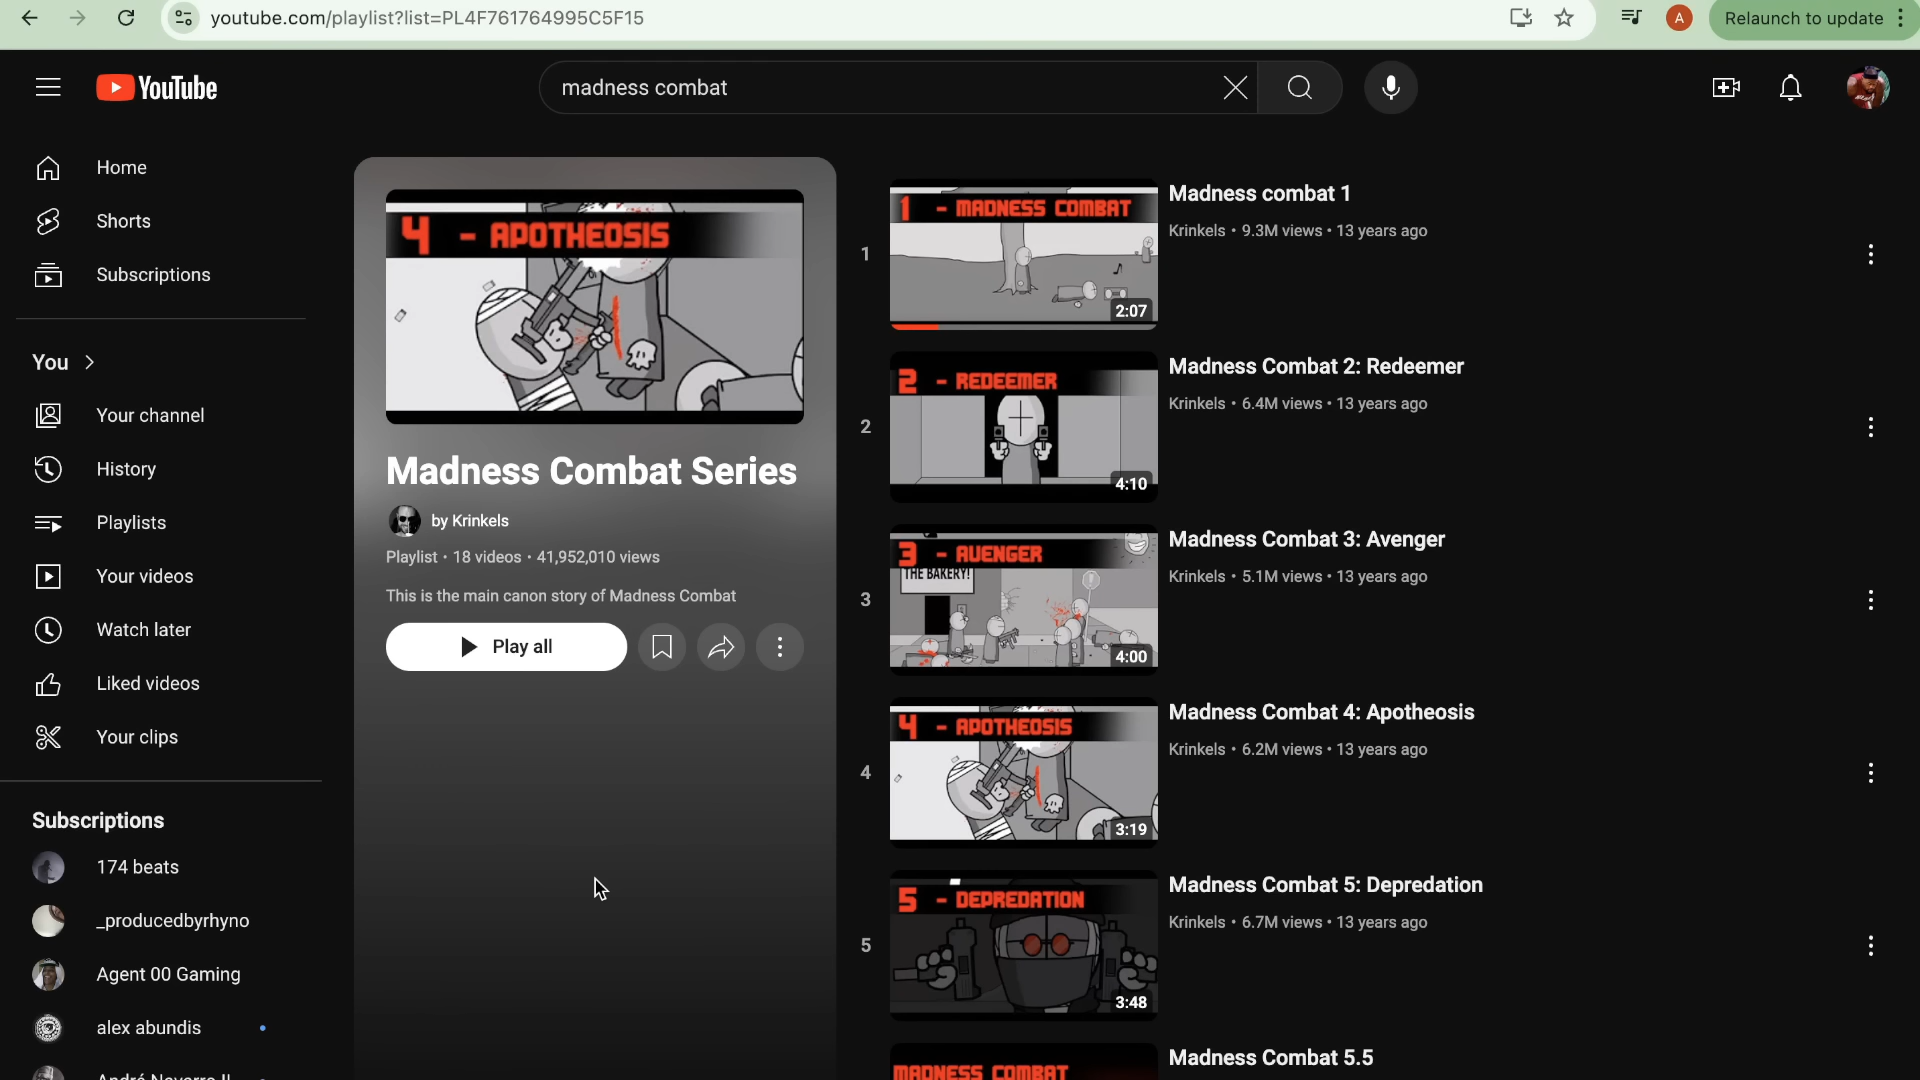 youtube.com/playlist?list=PL4F761764995C5F15
A
Relaunch to update
YouTube
madness combat
Home
Shorts
Subscriptions
You
Your channel
History
Playlists
Your videos
Watch later
Liked videos
Your clips
Subscriptions
174 beats
_producedbyrhyno
Agent 00 Gaming
alex abundis
4 - APOTHEOSIS
Madness Combat Series
by Krinkels
Playlist • 18 videos • 41,952,010 views
This is the main canon story of Madness Combat
Play all
1
1 - MADNESS COMBAT
2:07
Madness combat 1
Krinkels • 9.3M views • 13 years ago
2
2 - REDEEMER
4:10
Madness Combat 2: Redeemer
Krinkels • 6.4M views • 13 years ago
3
3 - AVENGER
THE BAKERY!
4:00
Madness Combat 3: Avenger
Krinkels • 5.1M views • 13 years ago
4
4 - APOTHEOSIS
3:19
Madness Combat 4: Apotheosis
Krinkels • 6.2M views • 13 years ago
5
5 - DEPREDATION
3:48
Madness Combat 5: Depredation
Krinkels • 6.7M views • 13 years ago
MADNESS COMBAT
Madness Combat 5.5